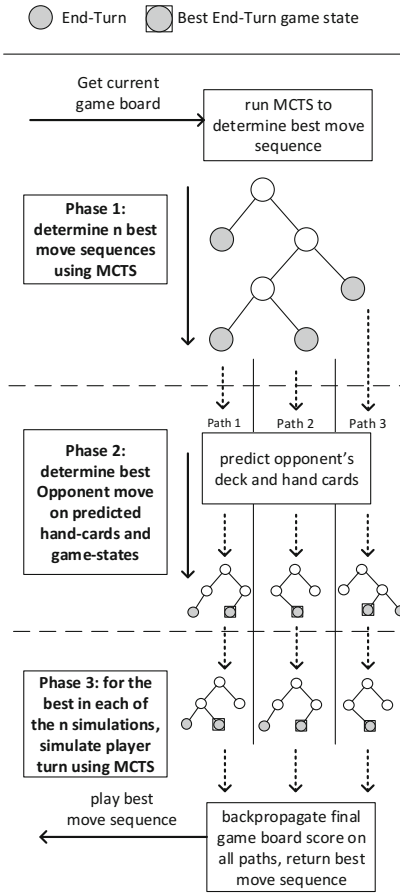 End-Turn
Best End-Turn game state
Get current
game board
run MCTS to
determine best move
sequence
Phase 1:
determine n best
move sequences
using MCTS
Path 1
Path 2
Path 3
Phase 2:
determine best
Opponent move
on predicted
hand-cards and
game-states
predict opponent's
deck and hand cards
Phase 3: for the
best in each of
the n simulations,
simulate player
turn using MCTS
play best
move sequence
backpropagate final
game board score on
all paths, return best
move sequence